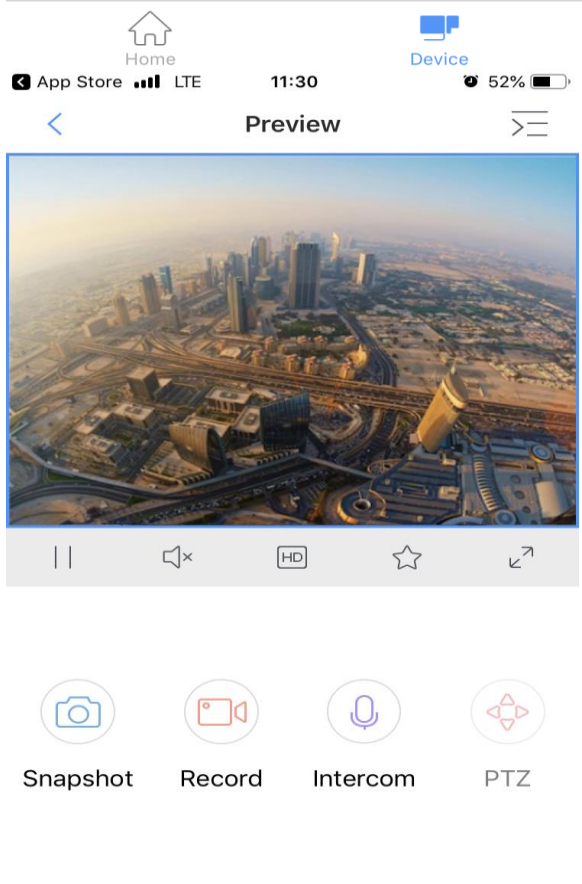 Home
Device
App Store LTE 11:30 52%
Preview
HD
Snapshot Record Intercom PTZ